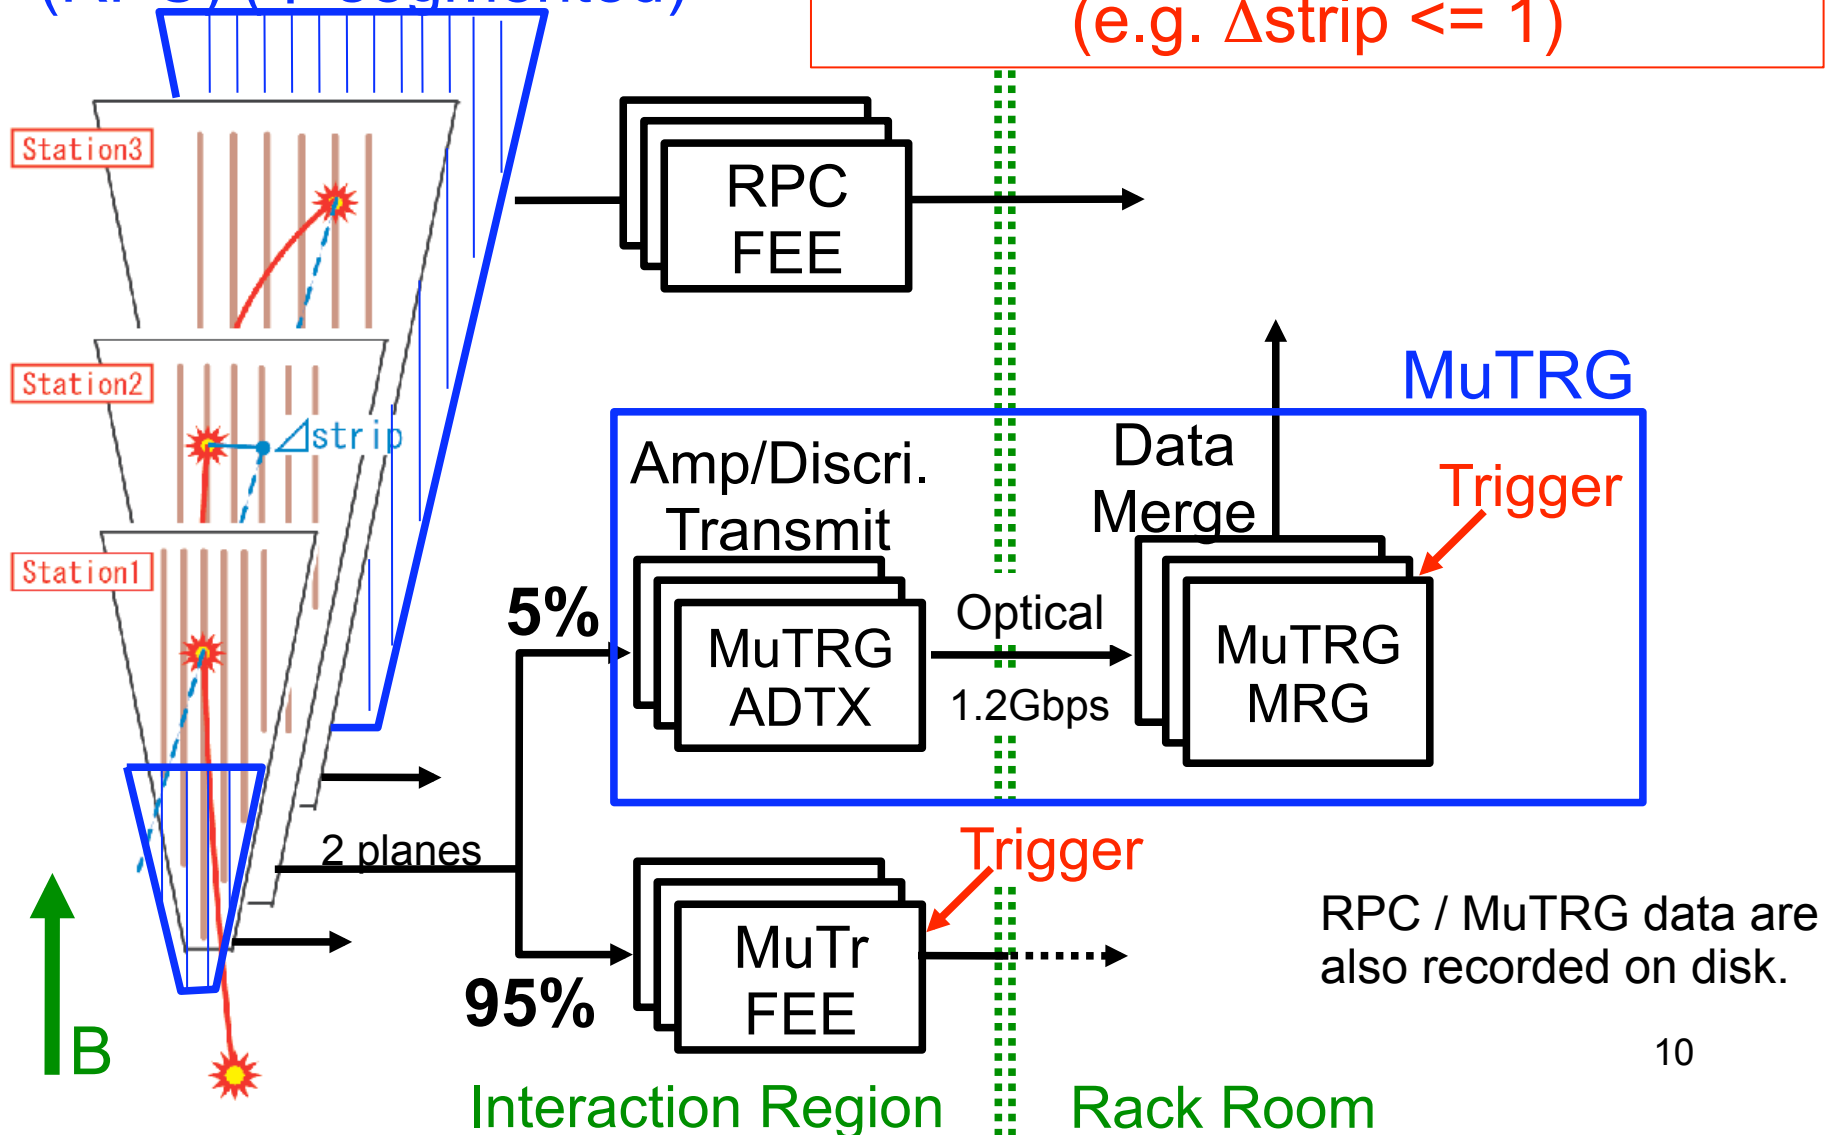 (e.g. Δstrip <= 1)
Station3
RPC
FEE
MuTRG
Station2
⊿strip
Amp/Discri.
Transmit
Data
Merge
Trigger
Station1
5%
MuTRG
ADTX
Optical
1.2Gbps
MuTRG
MRG
2 planes
Trigger
MuTr
FEE
95%
RPC / MuTRG data are
also recorded on disk.
B
10
Interaction Region
Rack Room